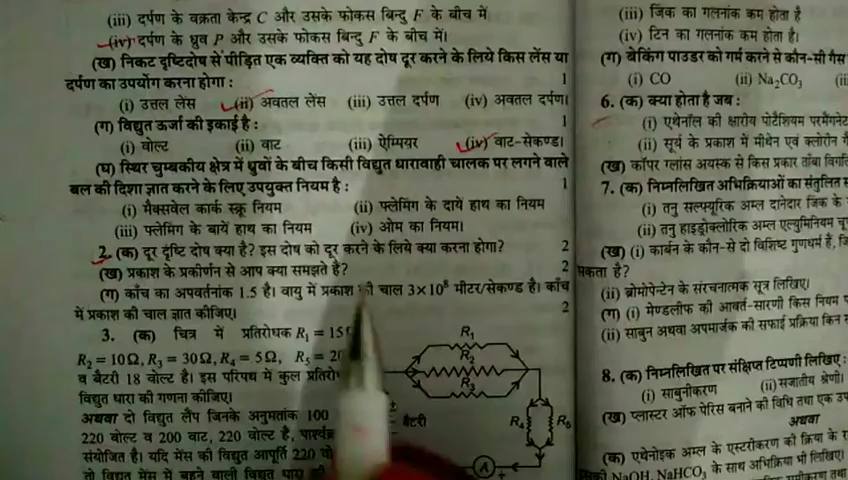 (iii) दर्पण के वक्रता केन्द्र C और उसके फोकस बिन्दु F के बीच में
(iv) दर्पण के ध्रुव P और उसके फोकस बिन्दु F के बीच में।
(ख) निकट दृष्टिदोष से पीड़ित एक व्यक्ति को यह दोष दूर करने के लिये किस लेंस या
दर्पण का उपयोग करना होगा : 1
(i) उत्तल लेंस (ii) अवतल लेंस (iii) उत्तल दर्पण (iv) अवतल दर्पण।
(ग) विद्युत ऊर्जा की इकाई है : 1
(i) वोल्ट (ii) वाट (iii) ऐम्पियर (iv) वाट-सेकण्ड।
(घ) स्थिर चुम्बकीय क्षेत्र में ध्रुवों के बीच किसी विद्युत धारावाही चालक पर लगने वाले
बल की दिशा ज्ञात करने के लिए उपयुक्त नियम है : 1
(i) मैक्सवेल कार्क स्क्रू नियम (ii) फ्लेमिंग के दायें हाथ का नियम
(iii) फ्लेमिंग के बायें हाथ का नियम (iv) ओम का नियम।
2. (क) दूर दृष्टि दोष क्या है? इस दोष को दूर करने के लिये क्या करना होगा? 2
(ख) प्रकाश के प्रकीर्णन से आप क्या समझते हैं? 2
(ग) काँच का अपवर्तनांक 1.5 है। वायु में प्रकाश की चाल 3×10⁸ मीटर/सेकण्ड है। काँच
में प्रकाश की चाल ज्ञात कीजिए। 2
3. (क) चित्र में प्रतिरोधक R₁ = 15Ω
R₂ = 10Ω, R₃ = 30Ω, R₄ = 5Ω, R₅ = 20
व बैटरी 18 वोल्ट है। इस परिपथ में कुल
विद्युत धारा की गणना कीजिए।
अथवा दो विद्युत लैंप जिनके अनुमतांक 100
220 वोल्ट व 200 वाट, 220 वोल्ट है,
संयोजित है। यदि मेंस की विद्युत आपूर्ति 220
तो विद्युत मेंस में बहने वाली विद्युत धारा
R₁
R₂
R₃
R₄ R₅
बैटरी
A
+
(iii) जिंक का गलनांक कम होता है
(iv) टिन का गलनांक कम होता है।
(ग) बेकिंग पाउडर को गर्म करने से कौन-सी गैस
(i) CO (ii) Na₂CO₃
6. (क) क्या होता है जब :
(i) एथेनॉल की क्षारीय पोटैशियम परमैंगनेट
(ii) सूर्य के प्रकाश में मीथेन एवं क्लोरीन
(ख) कॉपर ग्लांस अयस्क से किस प्रकार तांबा
7. (क) निम्नलिखित अभिक्रियाओं का संतुलित
(i) तनु सल्फ्यूरिक अम्ल दानेदार जिंक के
(ii) तनु हाइड्रोक्लोरिक अम्ल एल्युमिनियम
(ख) (i) कार्बन के कौन-से दो विशिष्ट गुणधर्म हैं,
सकता है?
(ii) ब्रोमोपेन्टेन के संरचनात्मक सूत्र लिखिए।
(ग) (i) मेण्डलीफ की आवर्त-सारणी किस नियम
(ii) साबुन अथवा अपमार्जक की सफाई प्रक्रिया किन
8. (क) निम्नलिखित पर संक्षिप्त टिप्पणी लिखिए :
(i) साबुनीकरण (ii) सजातीय श्रेणी।
(ख) प्लास्टर ऑफ पेरिस बनाने की विधि तथा एक
अथवा
(क) एथेनोइक अम्ल के एस्टरीकरण की क्रिया के
NaOH, NaHCO₃ के साथ अभिक्रिया भी लिखिए।